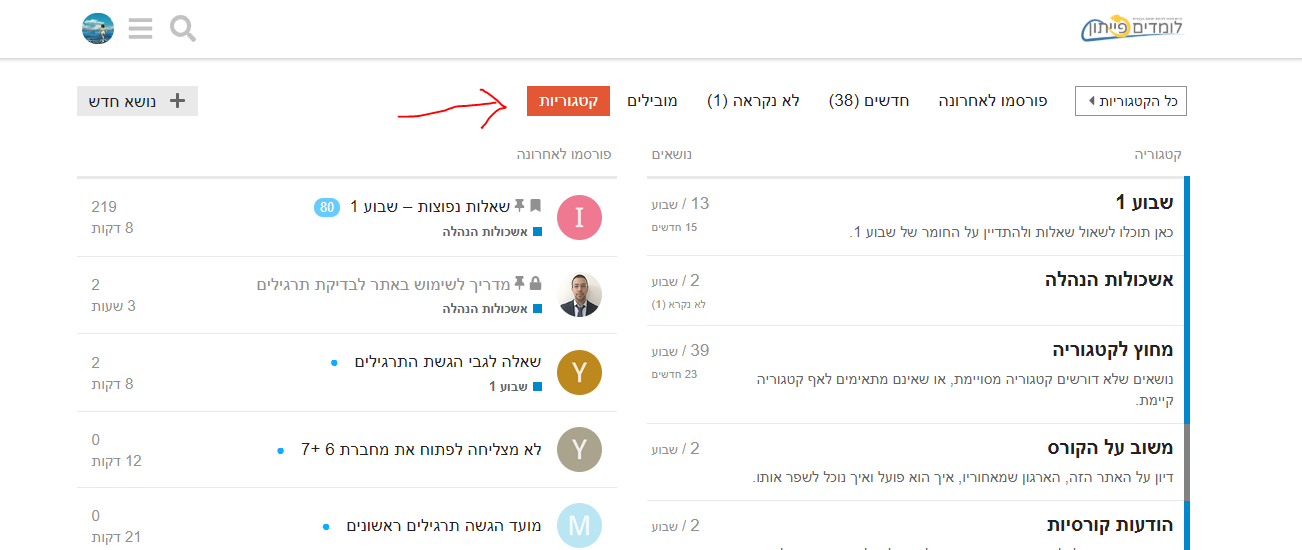 לומדים פייתון
כל הקטגוריות
פורסמו לאחרונה
חדשים (38)
לא נקראה (1)
מובילים
קטגוריות
נושא חדש
קטגוריה
נושאים
שבוע 1
כאן תוכלו לשאול שאלות ולהתדיין על החומר של שבוע 1.
13 / שבוע
15 חדשים
אשכולות הנהלה
2 / שבוע
לא נקרא (1)
מחוץ לקטגוריה
נושאים שלא דורשים קטגוריה מסויימת, או שאינם מתאימים לאף קטגוריה
קיימת.
39 / שבוע
23 חדשים
משוב על הקורס
דיון על האתר הזה, הארגון שמאחוריו, איך הוא פועל ואיך נוכל לשפר אותו.
2 / שבוע
הודעות קורסיות
2 / שבוע
פורסמו לאחרונה
I
שאלות נפוצות – שבוע 1 80
אשכולות הנהלה
219
8 דקות
מדריך לשימוש באתר לבדיקת תרגילים
אשכולות הנהלה
2
3 שעות
Y
שאלה לגבי הגשת התרגילים
שבוע 1
2
8 דקות
Y
לא מצליחה לפתוח את מחברת 6 +7
0
12 דקות
M
מועד הגשה תרגילים ראשונים
0
21 דקות